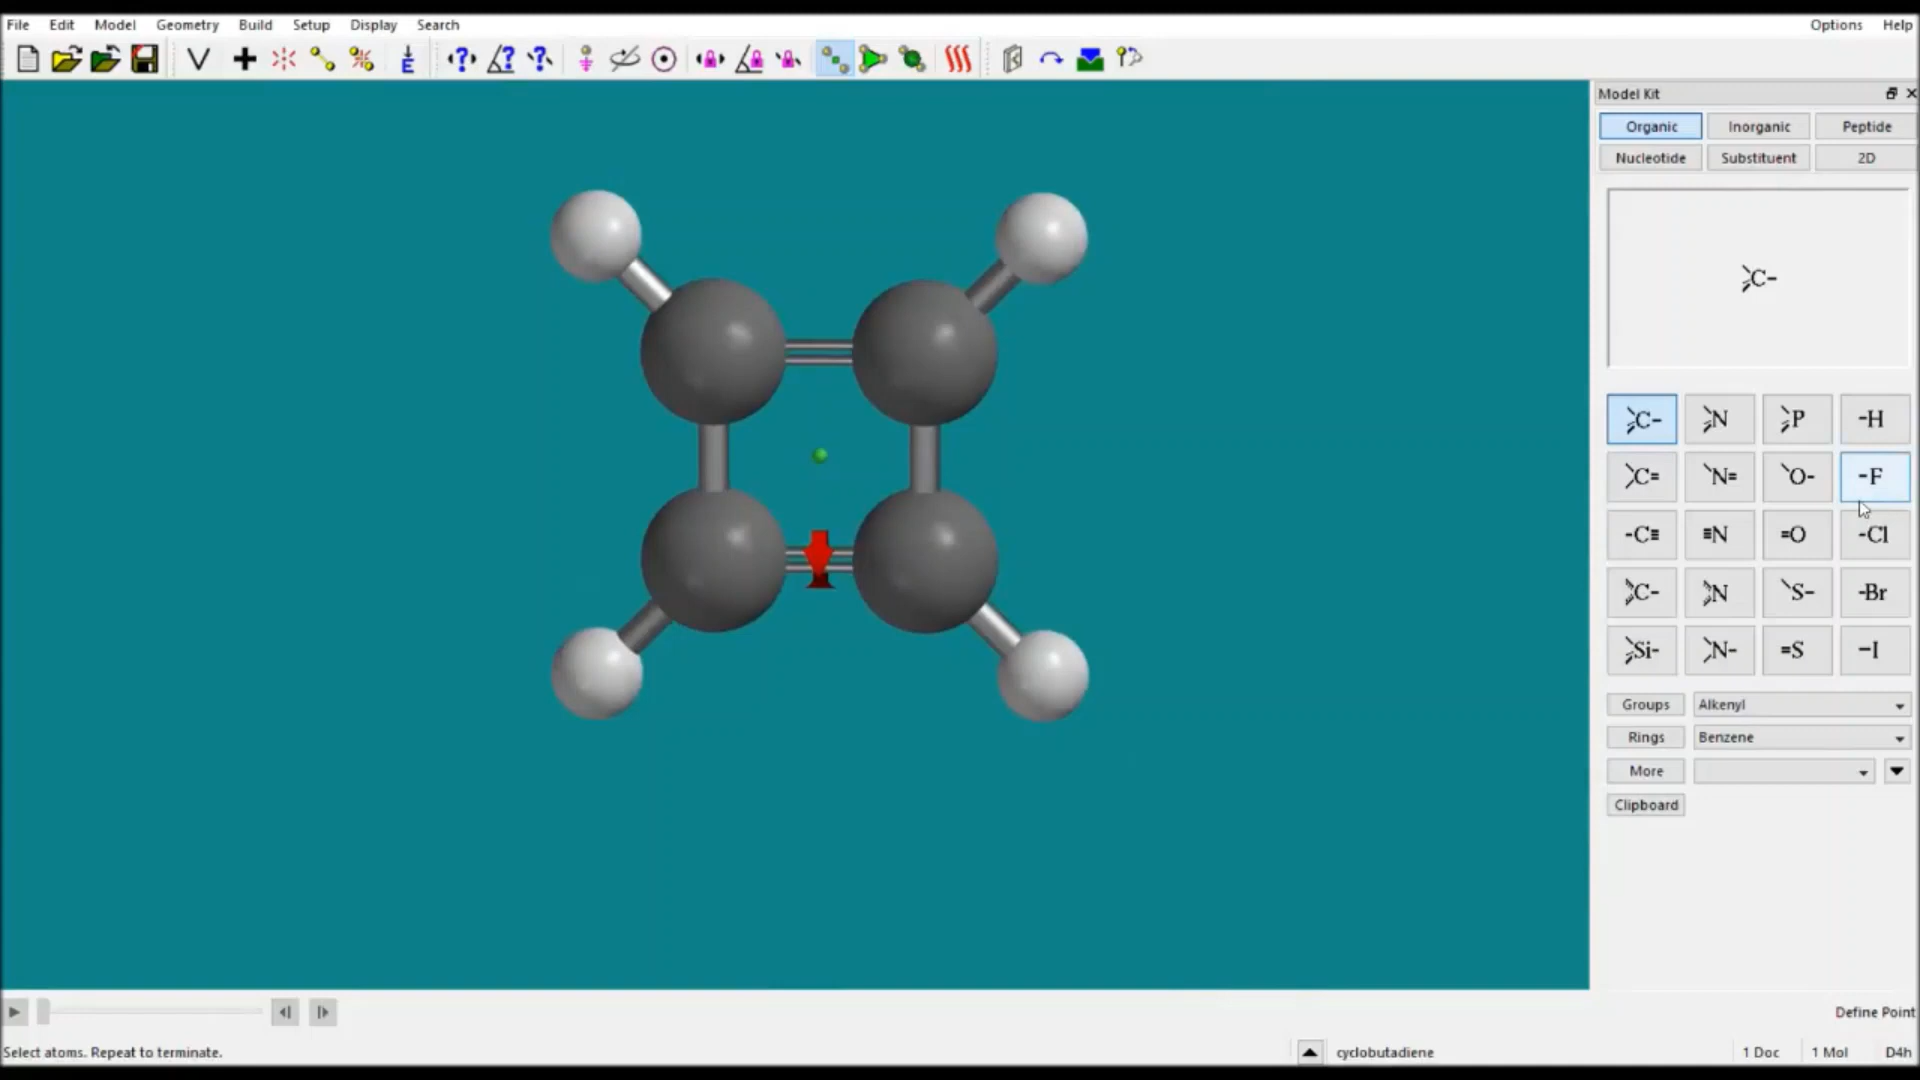 File Edit Model Geometry Build Setup Display Search Options Help
Model Kit
Organic Inorganic Peptide
Nucleotide Substituent 2D
C-
C- N P -H
C= N= O- -F
-C≡ ≡N =O -Cl
C- N S- -Br
Si- N- =S -I
Groups Alkenyl
Rings Benzene
More
Clipboard
Define Point
Select atoms. Repeat to terminate. cyclobutadiene 1 Doc 1 Mol D4h